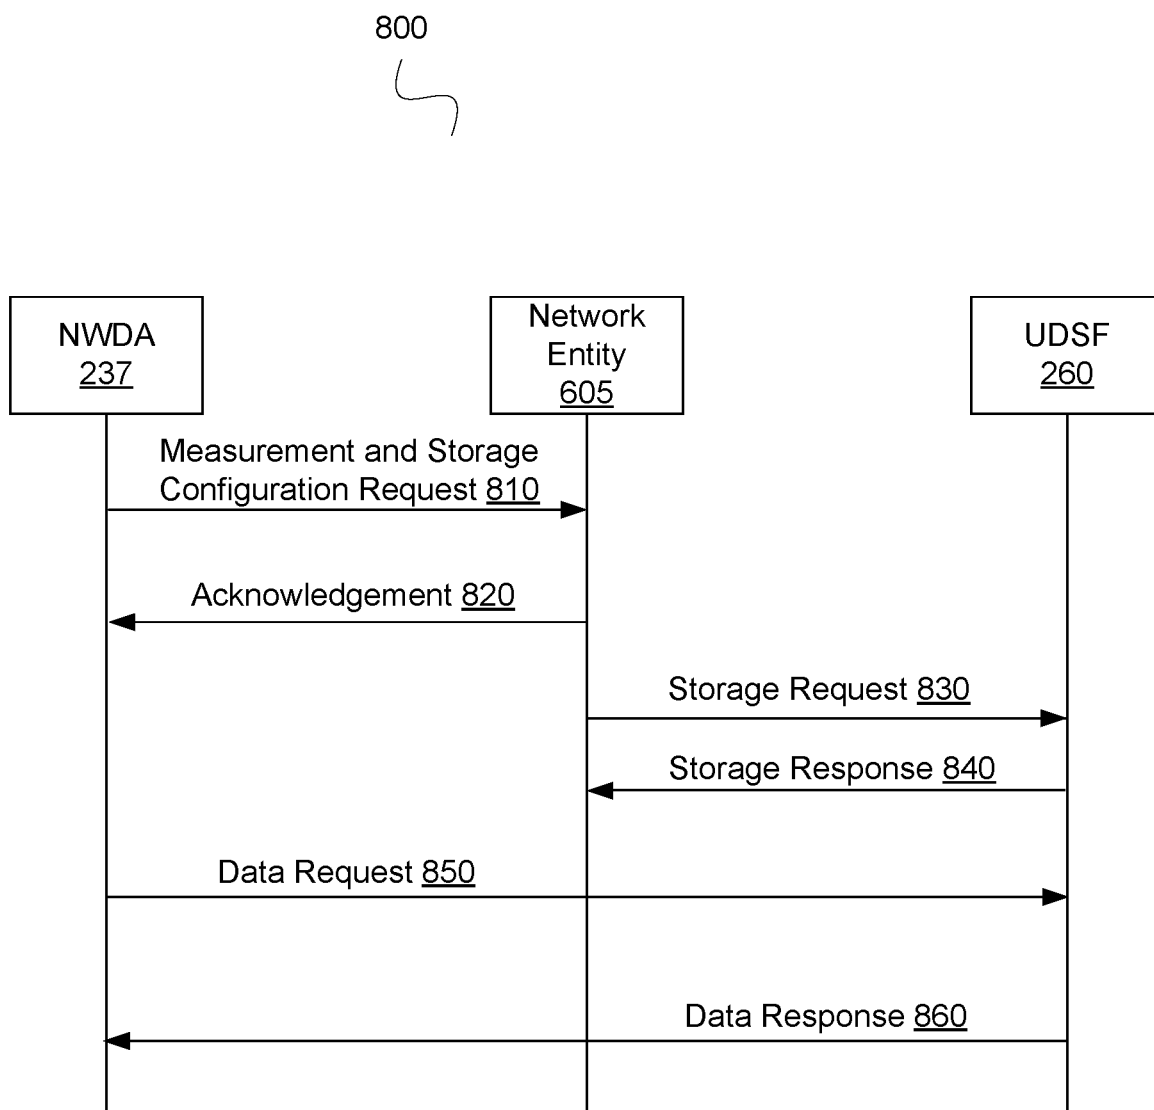 800
NWDA
237
Network
Entity
605
UDSF
260
Measurement and Storage
Configuration Request 810
Acknowledgement 820
Storage Request 830
Storage Response 840
Data Request 850
Data Response 860